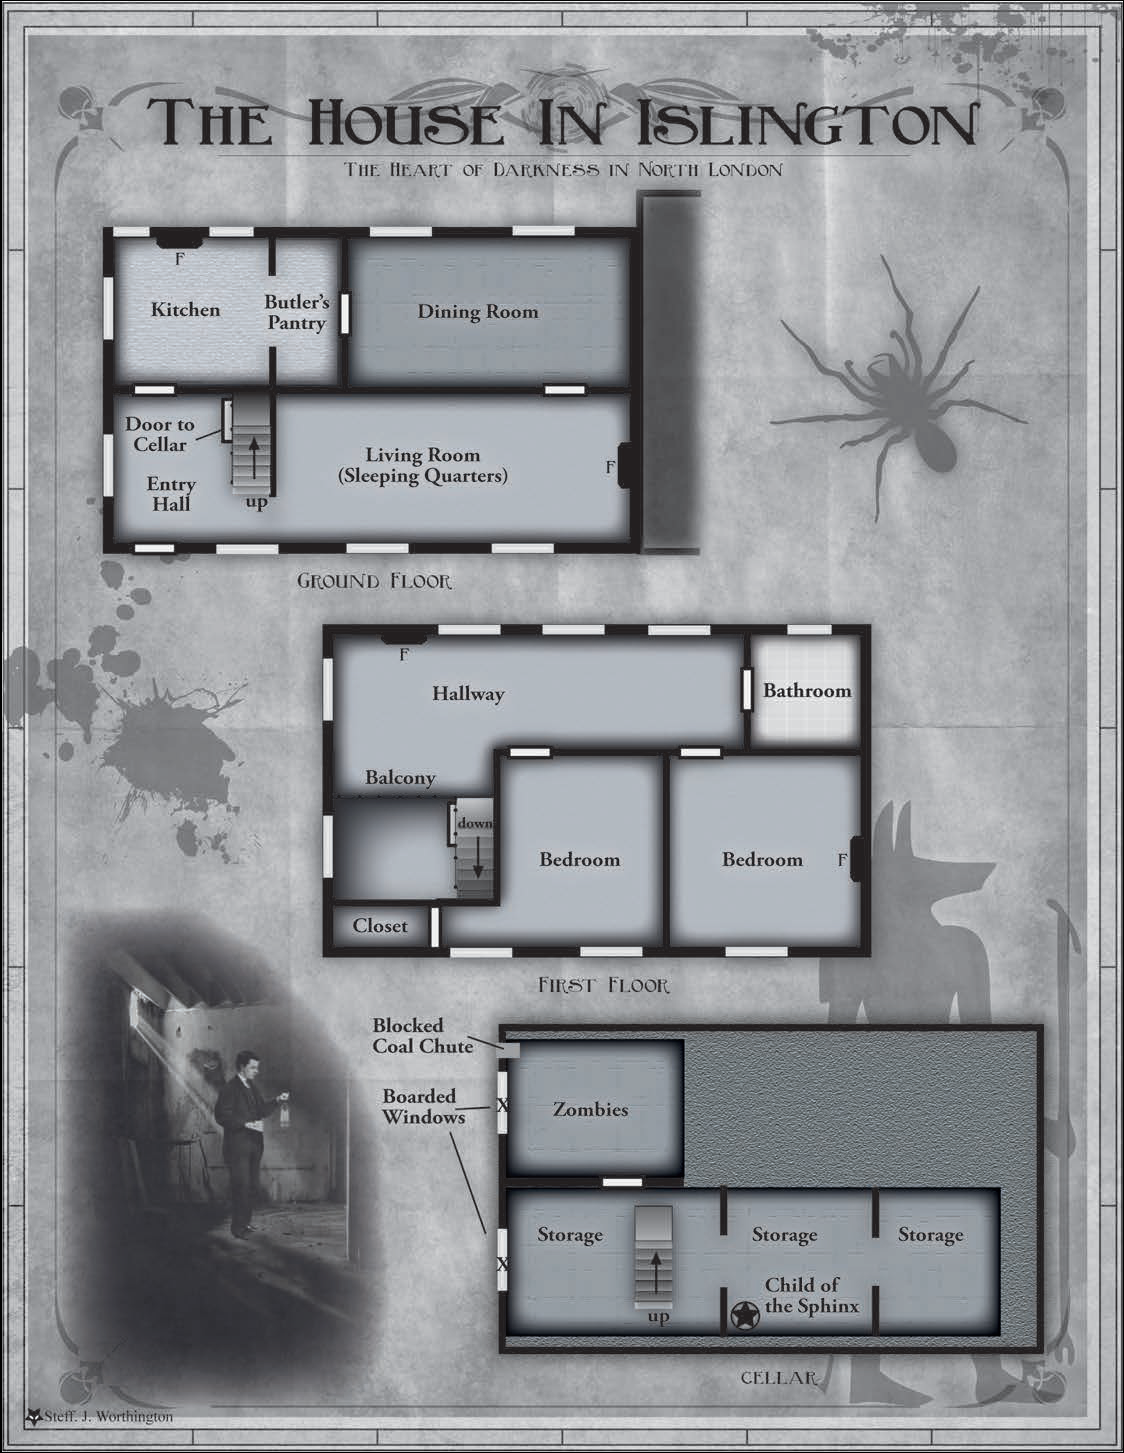 The House In Islington
The Heart of Darkness in North London
F
Kitchen
Butler's
Pantry
Dining Room
Door to
Cellar
Entry
Hall
up
Living Room
(Sleeping Quarters)
F
Ground Floor
F
Hallway
Bathroom
Balcony
down
Bedroom
Bedroom
F
Closet
First Floor
Blocked
Coal Chute
Boarded
Windows
X
Zombies
X
Storage
up
Storage
Storage
Child of
the Sphinx
Cellar
Steff. J. Worthington